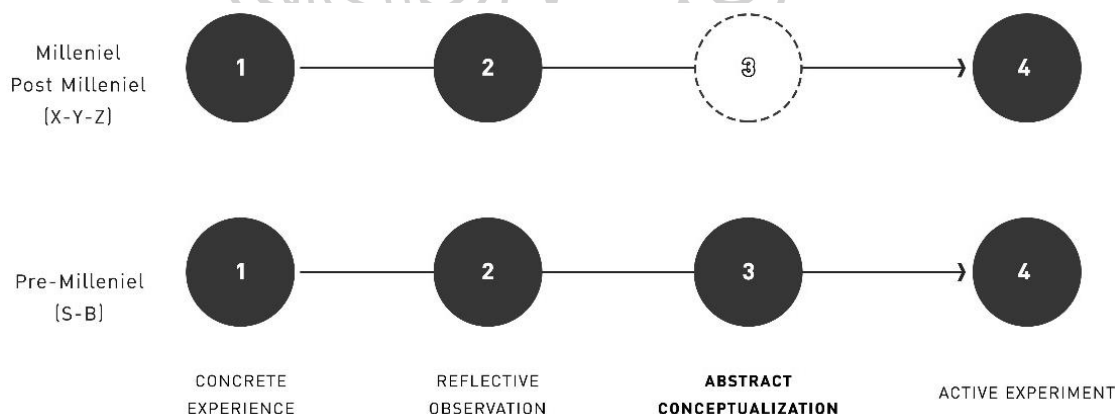 Milleniel
Post Milleniel
(X-Y-Z)
1
2
3
4
Pre-Milleniel
(S-B)
1
2
3
4
CONCRETE
EXPERIENCE
REFLECTIVE
OBSERVATION
ABSTRACT
CONCEPTUALIZATION
ACTIVE EXPERIMENT